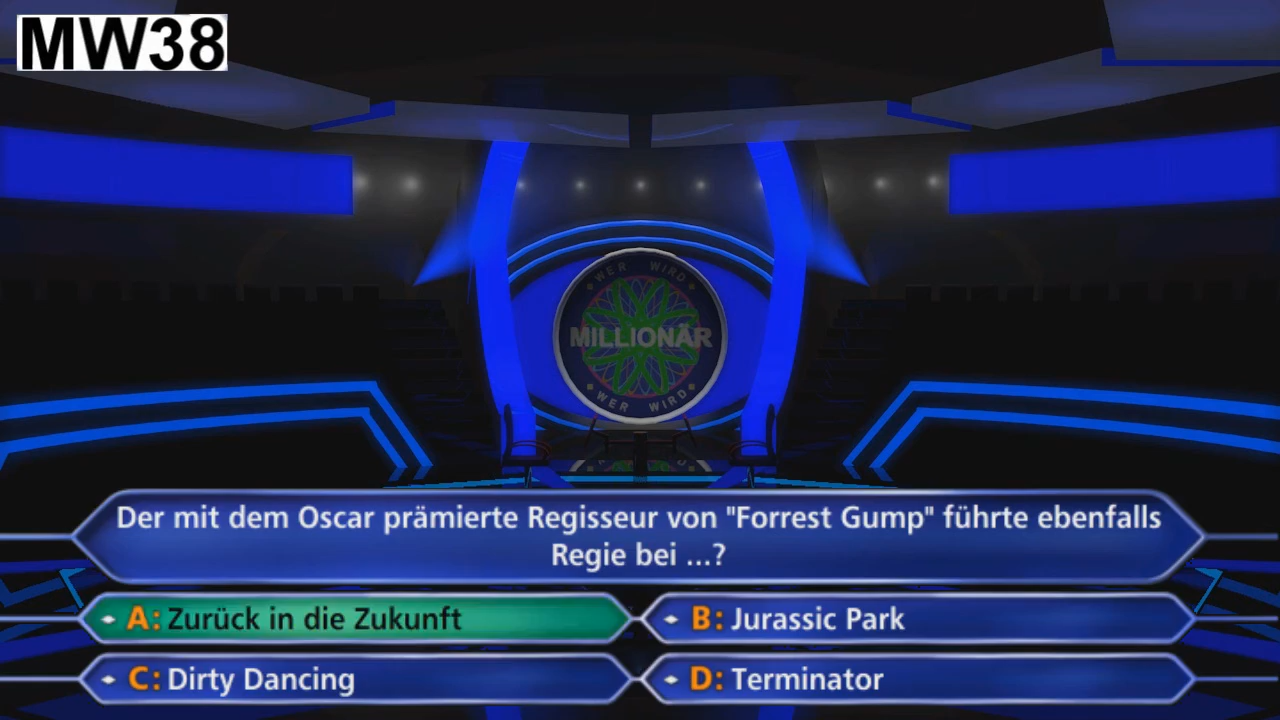 MW38
WER WIRD
MILLIONÄR
WER WIRD
Der mit dem Oscar prämierte Regisseur von "Forrest Gump" führte ebenfalls
Regie bei ...?
A: Zurück in die Zukunft
B: Jurassic Park
C: Dirty Dancing
D: Terminator